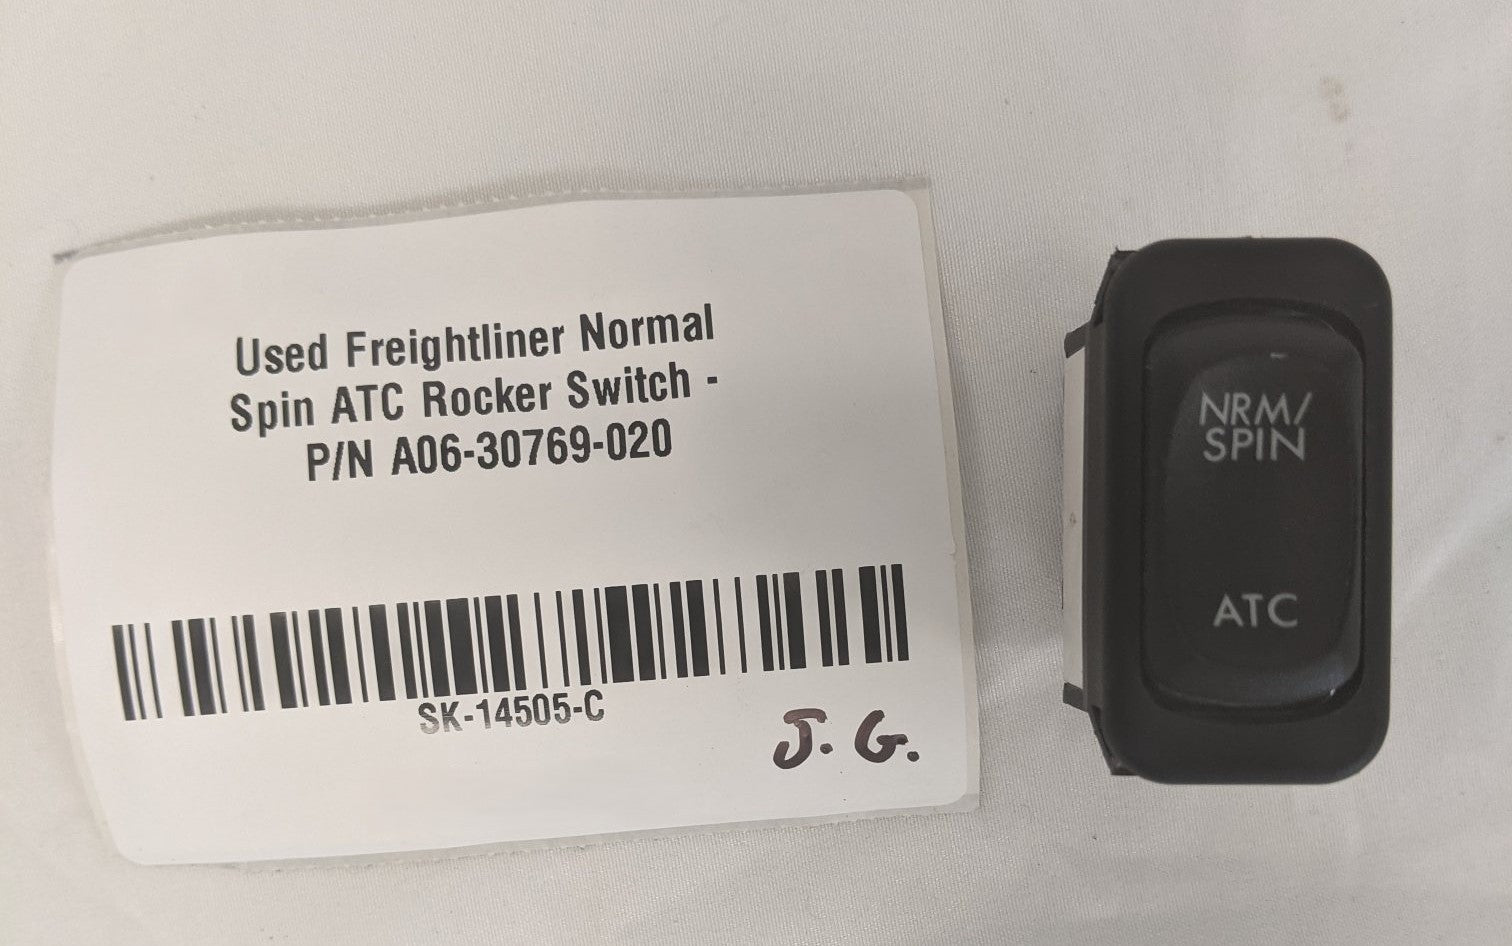 Used Freightliner Normal
Spin ATC Rocker Switch -
P/N A06-30769-020
SK-14505-C
J. G.
NRM/
SPIN
ATC